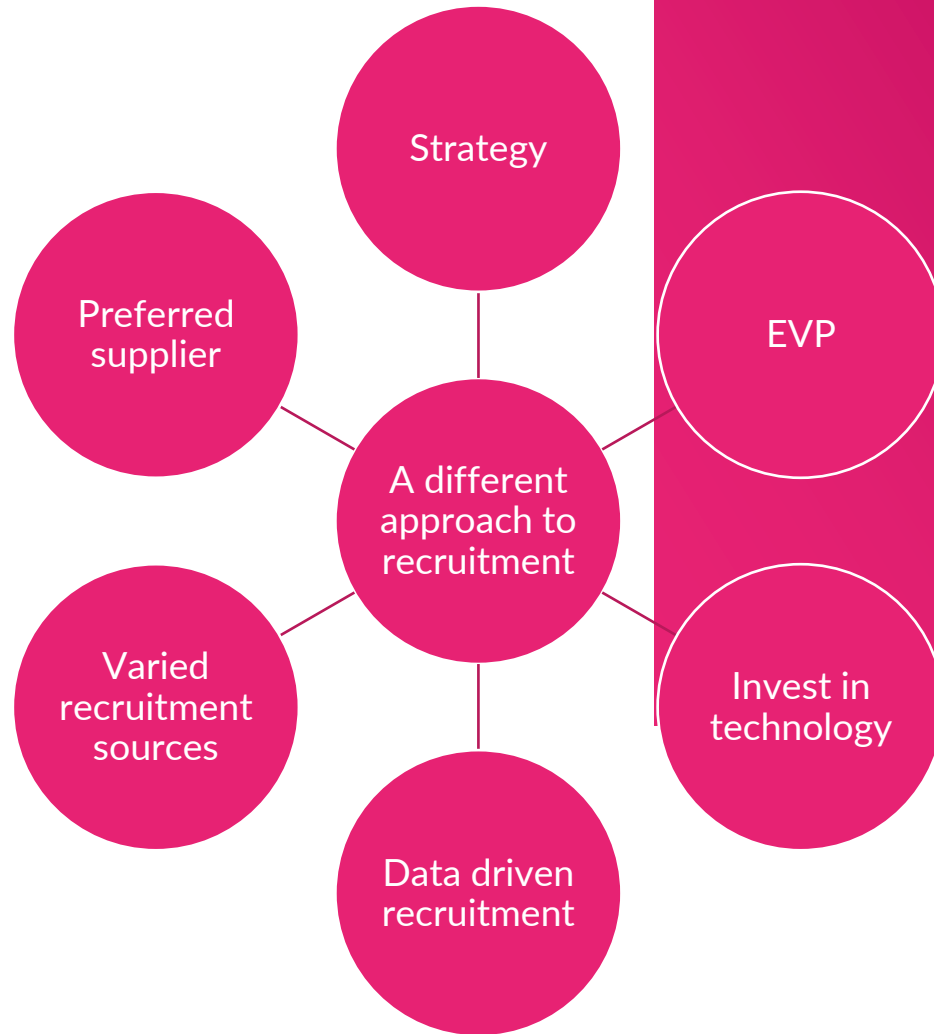 Strategy
EVP
Invest in
technology
Data driven
recruitment
Varied
recruitment
sources
Preferred
supplier
A different
approach to
recruitment